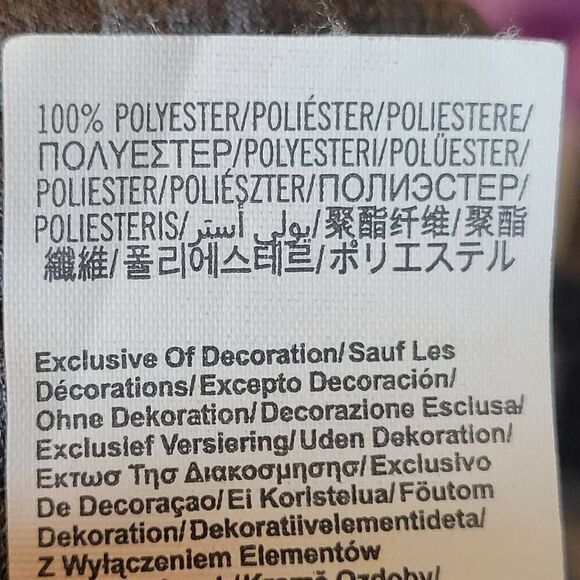 100% POLYESTER/POLIÉSTER/POLIESTERE/
ΠΟΛΥΕΣΤΕΡ/POLYESTERI/POLÜESTER/
POLIESTER/POLIÉSZTER/ПОЛИЭСТЕР/
POLIESTERIS/بولي أستر/聚酯纤维/聚酯
纖維/폴리에스테르/ポリエステル
Exclusive Of Decoration/Sauf Les
Décorations/Excepto Decoración/
Ohne Dekoration/Decorazione Esclusa/
Exclusief Versiering/Uden Dekoration/
Εκτωσ Τησ Διακοσμησησ/Exclusivo
De Decoraçao/Ei Koristelua/Föutom
Dekoration/Dekoratiivelementideta/
Z Wyłączeniem Elementów
Kromě Ozdoby/